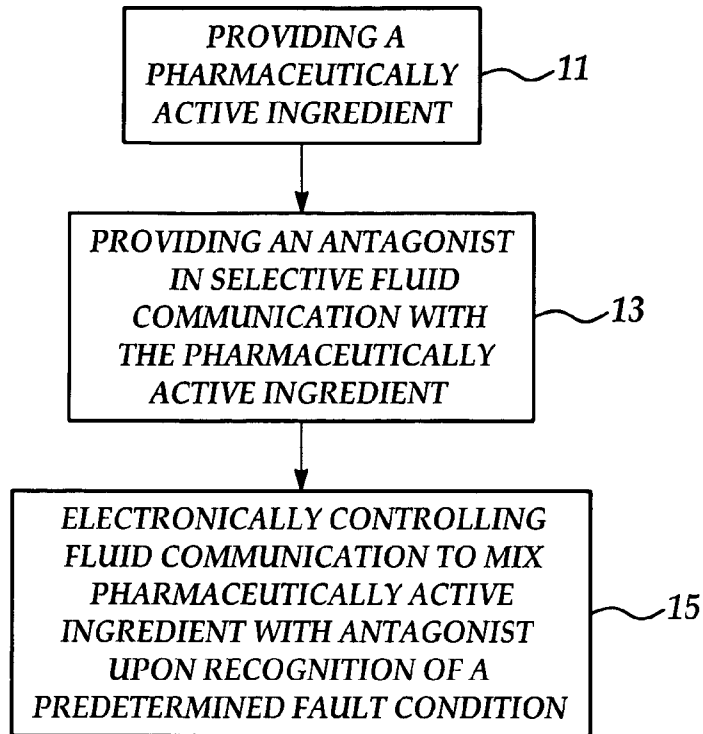 PROVIDING A
PHARMACEUTICALLY
ACTIVE INGREDIENT
11
PROVIDING AN ANTAGONIST
IN SELECTIVE FLUID
COMMUNICATION WITH
THE PHARMACEUTICALLY
ACTIVE INGREDIENT
13
ELECTRONICALLY CONTROLLING
FLUID COMMUNICATION TO MIX
PHARMACEUTICALLY ACTIVE
INGREDIENT WITH ANTAGONIST
UPON RECOGNITION OF A
PREDETERMINED FAULT CONDITION
15